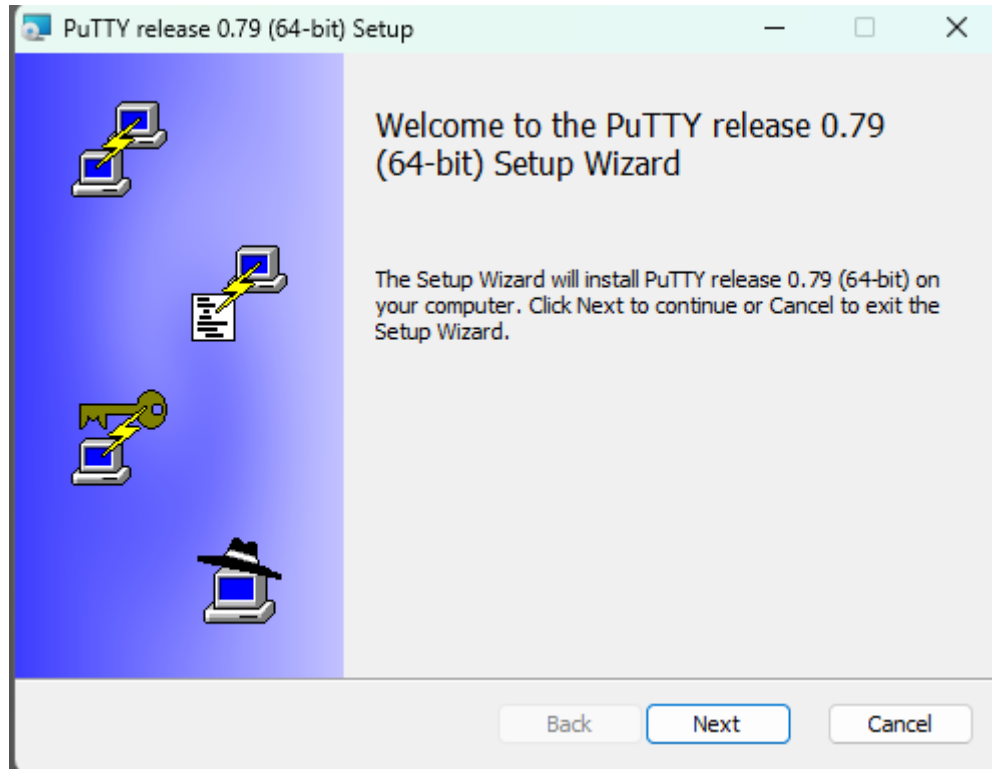 PuTTY release 0.79 (64-bit) Setup
Welcome to the PuTTY release 0.79
(64-bit) Setup Wizard
The Setup Wizard will install PuTTY release 0.79 (64-bit) on
your computer. Click Next to continue or Cancel to exit the
Setup Wizard.
Back Next Cancel